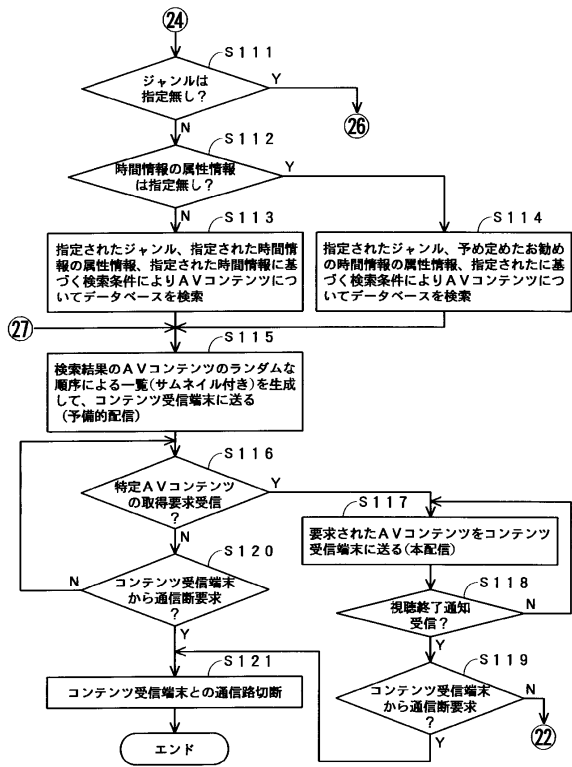 24
S111
ジャンルは
指定無し?
Y
N
26
S112
時間情報の属性情報
は指定無し?
Y
N
S113
指定されたジャンル、指定された時間情
報の属性情報、指定された時間情報に基
づく検索条件によりAVコンテンツにつ
いてデータベースを検索
S114
指定されたジャンル、予め定めたお勧め
の時間情報の属性情報、指定されたに基
づく検索条件によりAVコンテンツにつ
いてデータベースを検索
27
S115
検索結果のAVコンテンツのランダムな
順序による一覧(サムネイル付き)を生成
して、コンテンツ受信端末に送る
(予備的配信)
S116
特定AVコンテンツ
の取得要求受信
?
Y
N
S117
要求されたAVコンテンツをコンテンツ
受信端末に送る(本配信)
S120
コンテンツ受信端末
から通信断要求
?
N
Y
S118
視聴終了通知
受信?
N
Y
S121
コンテンツ受信端末との通信路切断
S119
コンテンツ受信端末
から通信断要求
?
N
Y
22
エンド